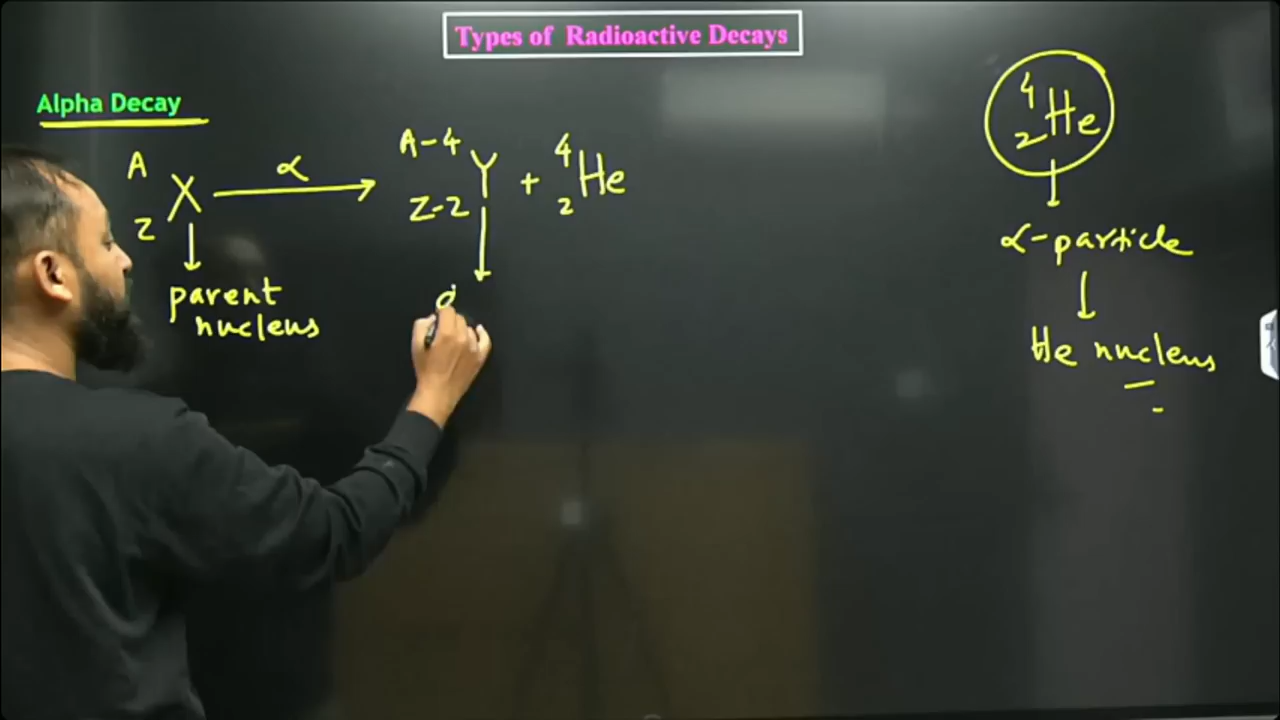 Types of Radioactive Decays
Alpha Decay
A
Z
X
α
A-4
Z-2
Y
+
4
2
He
parent
nucleus
4
2
He
α-particle
He nucleus